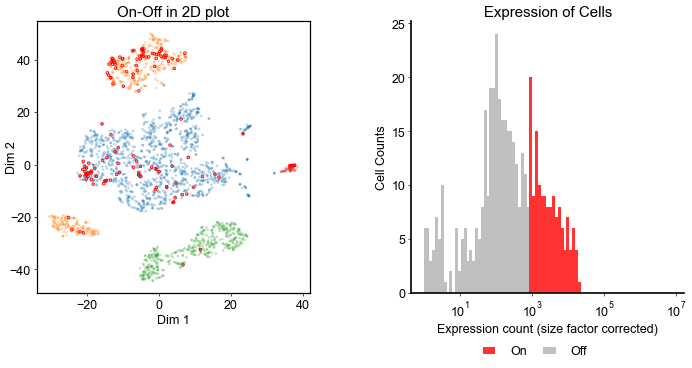 On-Off in 2D plot
40
20
0
−20
−40
Dim 2
−20
0
20
40
Dim 1
Expression of Cells
25
20
15
10
5
0
Cell Counts
10^1
10^3
10^5
10^7
Expression count (size factor corrected)
On
Off